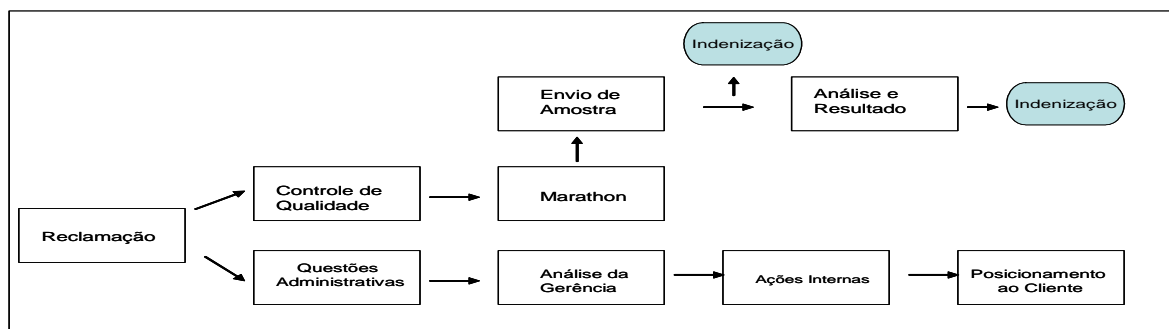 Indenização
Envio de
Amostra
Análise e
Resultado
Indenização
Controle de
Qualidade
Marathon
Reclamação
Questões
Administrativas
Análise da
Gerência
Ações Internas
Posicionamento
ao Cliente